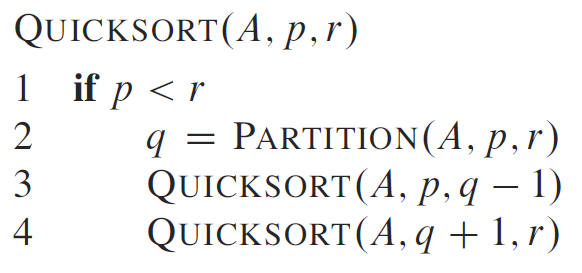 QUICKSORT(A, p, r)
1 if p < r
2 q = PARTITION(A, p, r)
3 QUICKSORT(A, p, q − 1)
4 QUICKSORT(A, q + 1, r)